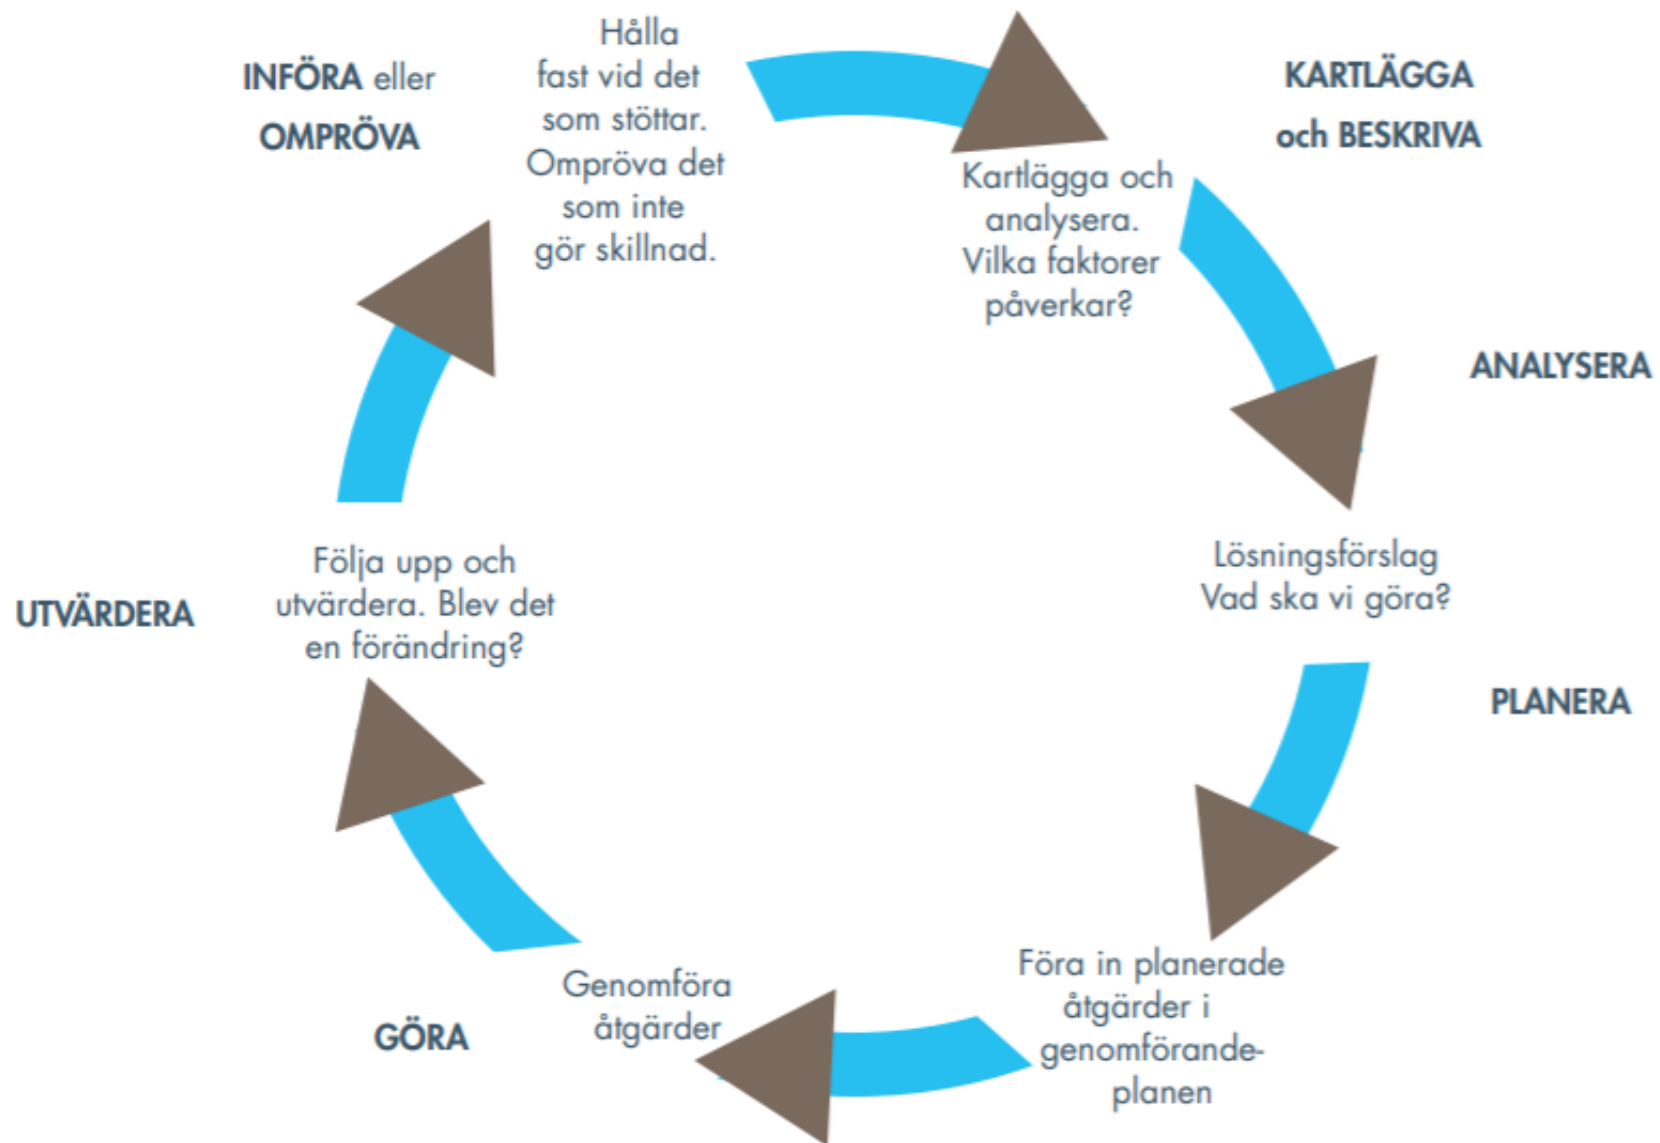 INFÖRA eller
OMPRÖVA
Hålla
fast vid det
som stöttar.
Ompröva det
som inte
gör skillnad.
KARTLÄGGA
och BESKRIVA
Kartlägga och
analysera.
Vilka faktorer
påverkar?
ANALYSERA
Lösningsförslag
Vad ska vi göra?
PLANERA
Föra in planerade
åtgärder i
genomförande-
planen
Genomföra
åtgärder
GÖRA
Följa upp och
utvärdera. Blev det
en förändring?
UTVÄRDERA